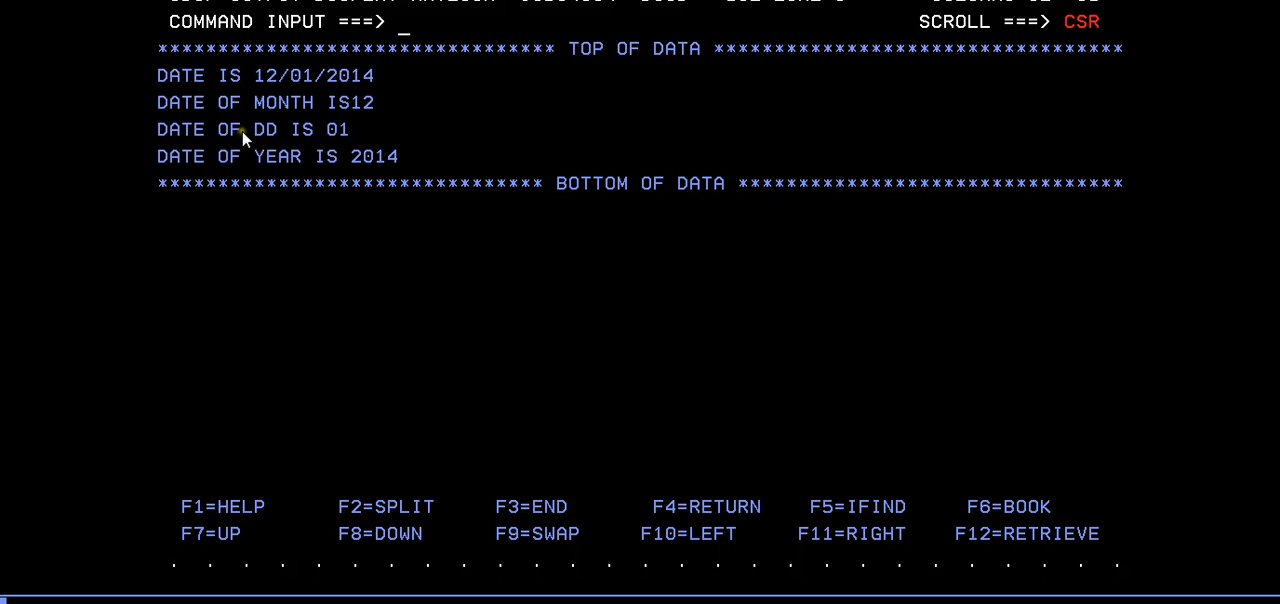 COMMAND INPUT ===> _ SCROLL ===> CSR
********************************* TOP OF DATA **********************************
DATE IS 12/01/2014
DATE OF MONTH IS12
DATE OF DD IS 01
DATE OF YEAR IS 2014
******************************** BOTTOM OF DATA ********************************
F1=HELP F2=SPLIT F3=END F4=RETURN F5=IFIND F6=BOOK
F7=UP F8=DOWN F9=SWAP F10=LEFT F11=RIGHT F12=RETRIEVE
. . . . . . . . . . . . . . . . . . . . . . . . . . .